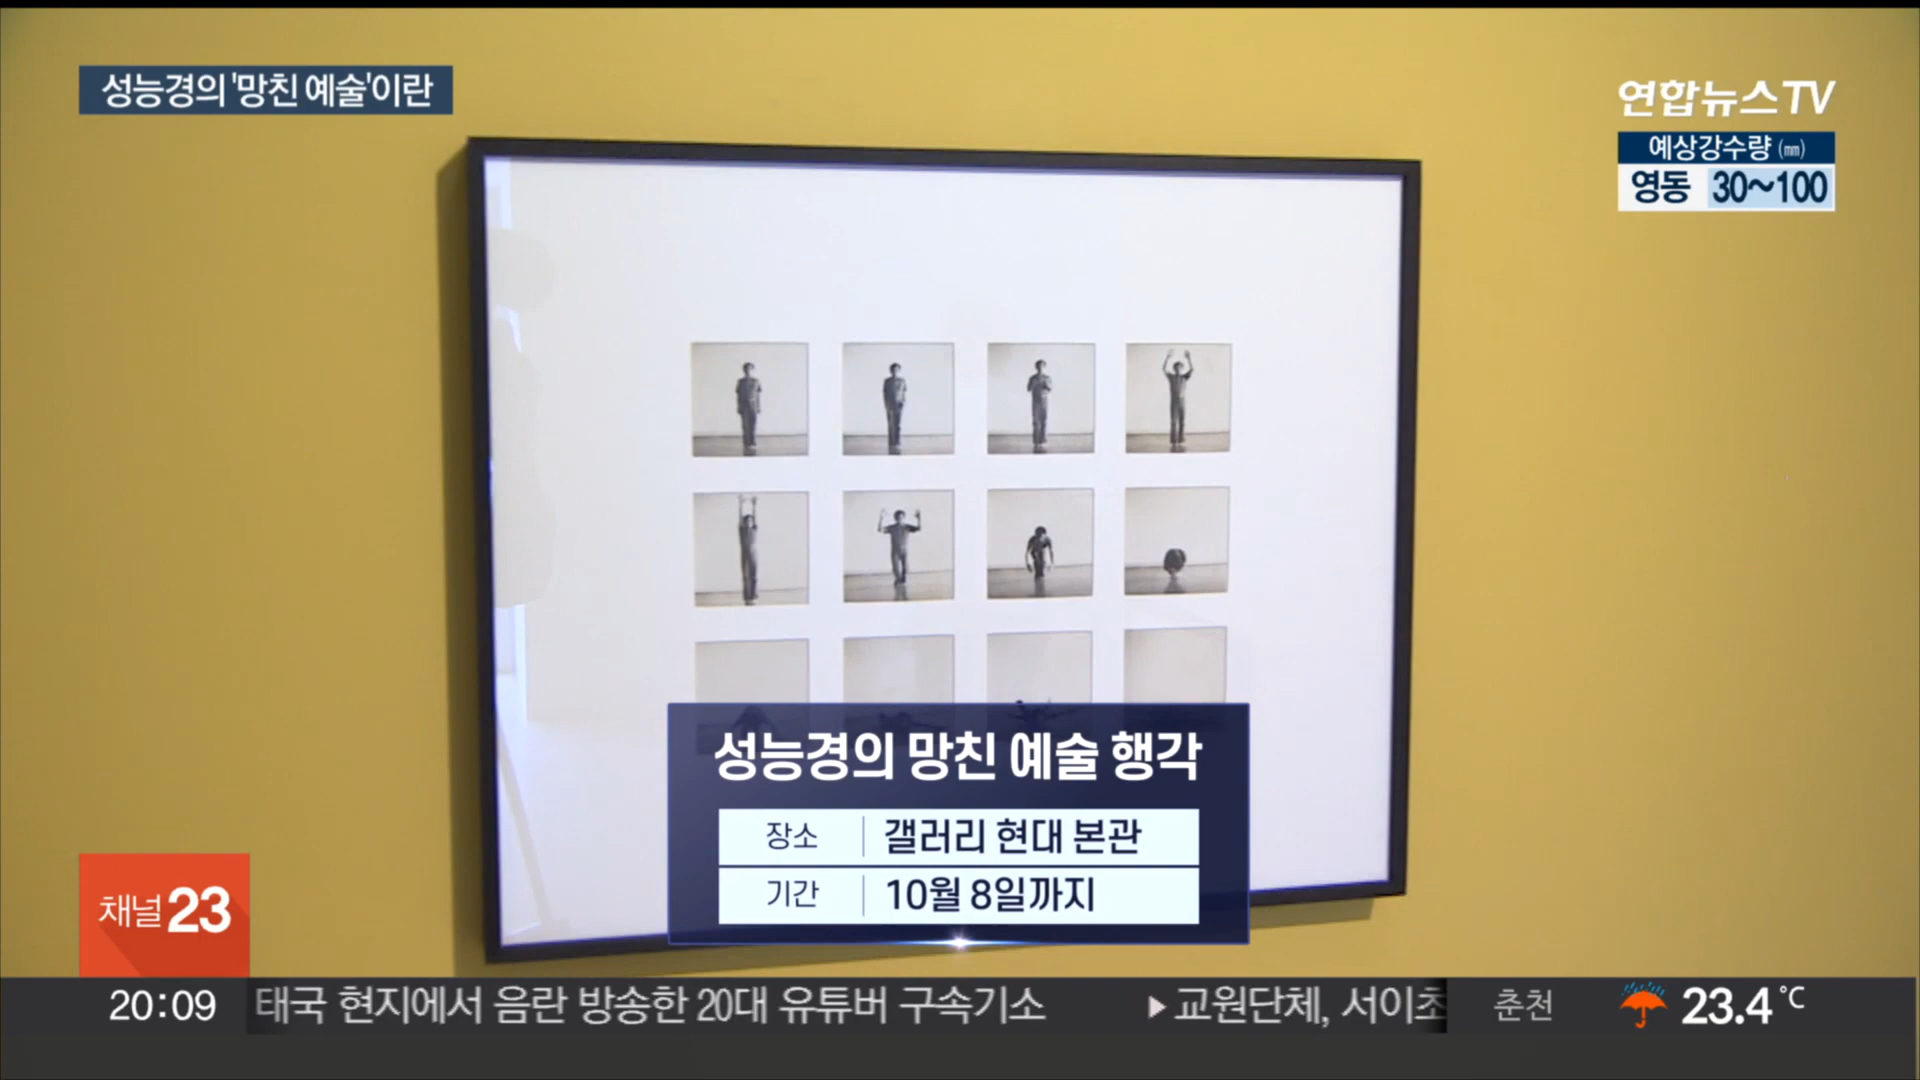 성능경의 '망친 예술'이란
연합뉴스TV
예상강수량 (㎜)
영동 30~100
성능경의 망친 예술 행각
장소 갤러리 현대 본관
기간 10월 8일까지
채널 23
20:09 태국 현지에서 음란 방송한 20대 유튜버 구속기소 ▶교원단체, 서이초 춘천 23.4℃